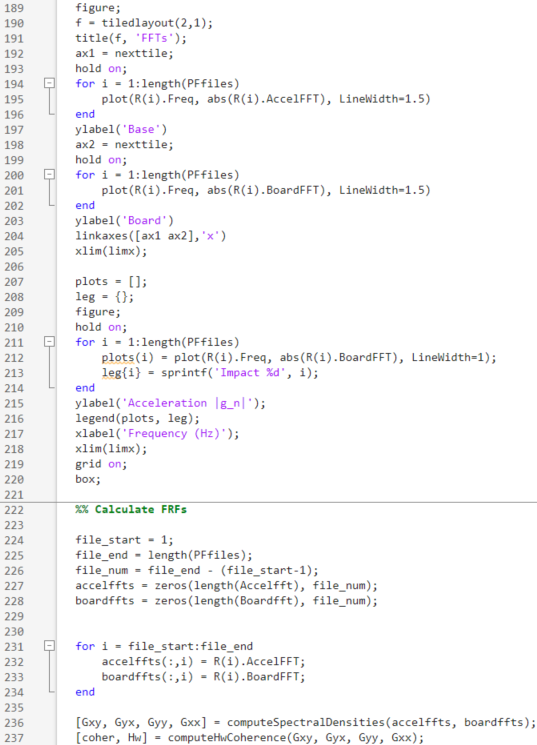 189 figure;
190 f = tiledlayout(2,1);
191 title(f, 'FFTs');
192 ax1 = nexttile;
193 hold on;
194 for i = 1:length(PFfiles)
195 plot(R(i).Freq, abs(R(i).AccelFFT), LineWidth=1.5)
196 end
197 ylabel('Base')
198 ax2 = nexttile;
199 hold on;
200 for i = 1:length(PFfiles)
201 plot(R(i).Freq, abs(R(i).BoardFFT), LineWidth=1.5)
202 end
203 ylabel('Board')
204 linkaxes([ax1 ax2],'x')
205 xlim(limx);
206
207 plots = [];
208 leg = {};
209 figure;
210 hold on;
211 for i = 1:length(PFfiles)
212 plots(i) = plot(R(i).Freq, abs(R(i).BoardFFT), LineWidth=1);
213 leg{i} = sprintf('Impact %d', i);
214 end
215 ylabel('Acceleration |g_n|');
216 legend(plots, leg);
217 xlabel('Frequency (Hz)');
218 xlim(limx);
219 grid on;
220 box;
221
222 %% Calculate FRFs
223
224 file_start = 1;
225 file_end = length(PFfiles);
226 file_num = file_end - (file_start-1);
227 accelffts = zeros(length(Accelfft), file_num);
228 boardffts = zeros(length(Boardfft), file_num);
229
230
231 for i = file_start:file_end
232 accelffts(:,i) = R(i).AccelFFT;
233 boardffts(:,i) = R(i).BoardFFT;
234 end
235
236 [Gxy, Gyx, Gyy, Gxx] = computeSpectralDensities(accelffts, boardffts);
237 [coher, Hw] = computeHwCoherence(Gxy, Gyx, Gyy, Gxx);